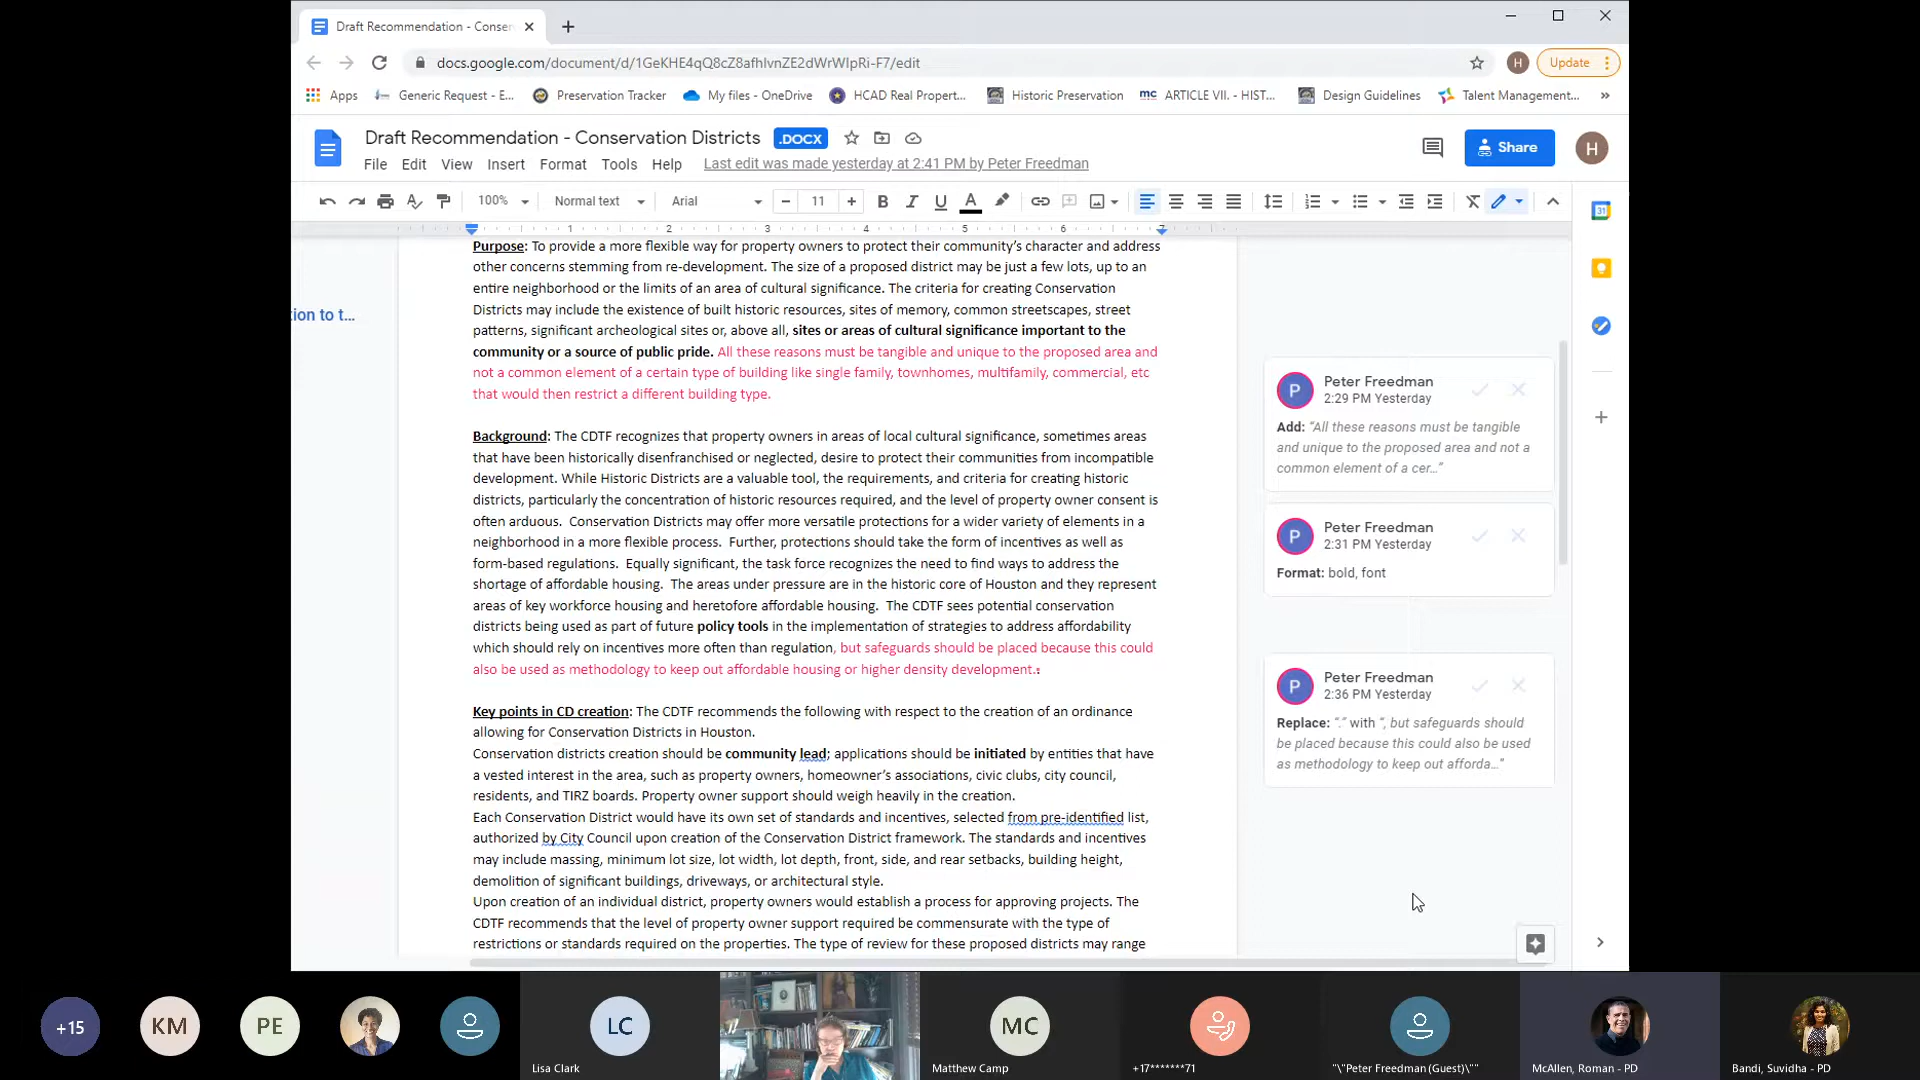 Draft Recommendation - Conser
docs.google.com/document/d/1GeKHE4qQ8cZ8afhlvnZE2dWrWIpRi-F7/edit
H
Update
Apps
Generic Request - E...
Preservation Tracker
My files - OneDrive
HCAD Real Propert...
Historic Preservation
mc
ARTICLE VII. - HIST...
Design Guidelines
Talent Management...
»
Draft Recommendation - Conservation Districts
.DOCX
Share
H
File Edit View Insert Format Tools Help
Last edit was made yesterday at 2:41 PM by Peter Freedman
100%
Normal text
Arial
11
B I U A
31
1 2 3 4 5 6 7
tion to t...
Purpose: To provide a more flexible way for property owners to protect their community's character and address
other concerns stemming from re-development. The size of a proposed district may be just a few lots, up to an
entire neighborhood or the limits of an area of cultural significance. The criteria for creating Conservation
Districts may include the existence of built historic resources, sites of memory, common streetscapes, street
patterns, significant archeological sites or, above all, sites or areas of cultural significance important to the
community or a source of public pride. All these reasons must be tangible and unique to the proposed area and
not a common element of a certain type of building like single family, townhomes, multifamily, commercial, etc
that would then restrict a different building type.
Background: The CDTF recognizes that property owners in areas of local cultural significance, sometimes areas
that have been historically disenfranchised or neglected, desire to protect their communities from incompatible
development. While Historic Districts are a valuable tool, the requirements, and criteria for creating historic
districts, particularly the concentration of historic resources required, and the level of property owner consent is
often arduous. Conservation Districts may offer more versatile protections for a wider variety of elements in a
neighborhood in a more flexible process. Further, protections should take the form of incentives as well as
form-based regulations. Equally significant, the task force recognizes the need to find ways to address the
shortage of affordable housing. The areas under pressure are in the historic core of Houston and they represent
areas of key workforce housing and heretofore affordable housing. The CDTF sees potential conservation
districts being used as part of future policy tools in the implementation of strategies to address affordability
which should rely on incentives more often than regulation, but safeguards should be placed because this could
also be used as methodology to keep out affordable housing or higher density development..
Key points in CD creation: The CDTF recommends the following with respect to the creation of an ordinance
allowing for Conservation Districts in Houston.
Conservation districts creation should be community lead; applications should be initiated by entities that have
a vested interest in the area, such as property owners, homeowner's associations, civic clubs, city council,
residents, and TIRZ boards. Property owner support should weigh heavily in the creation.
Each Conservation District would have its own set of standards and incentives, selected from pre-identified list,
authorized by City Council upon creation of the Conservation District framework. The standards and incentives
may include massing, minimum lot size, lot width, lot depth, front, side, and rear setbacks, building height,
demolition of significant buildings, driveways, or architectural style.
Upon creation of an individual district, property owners would establish a process for approving projects. The
CDTF recommends that the level of property owner support required be commensurate with the type of
restrictions or standards required on the properties. The type of review for these proposed districts may range
P
Peter Freedman
2:29 PM Yesterday
Add: "All these reasons must be tangible
and unique to the proposed area and not a
common element of a cer..."
P
Peter Freedman
2:31 PM Yesterday
Format: bold, font
P
Peter Freedman
2:36 PM Yesterday
Replace: "." with ", but safeguards should
be placed because this could also be used
as methodology to keep out afforda..."
+15
KM
PE
LC
Lisa Clark
MC
Matthew Camp
+17*******71
"\"Peter Freedman (Guest)\""
McAllen, Roman - PD
Bandi, Suvidha - PD